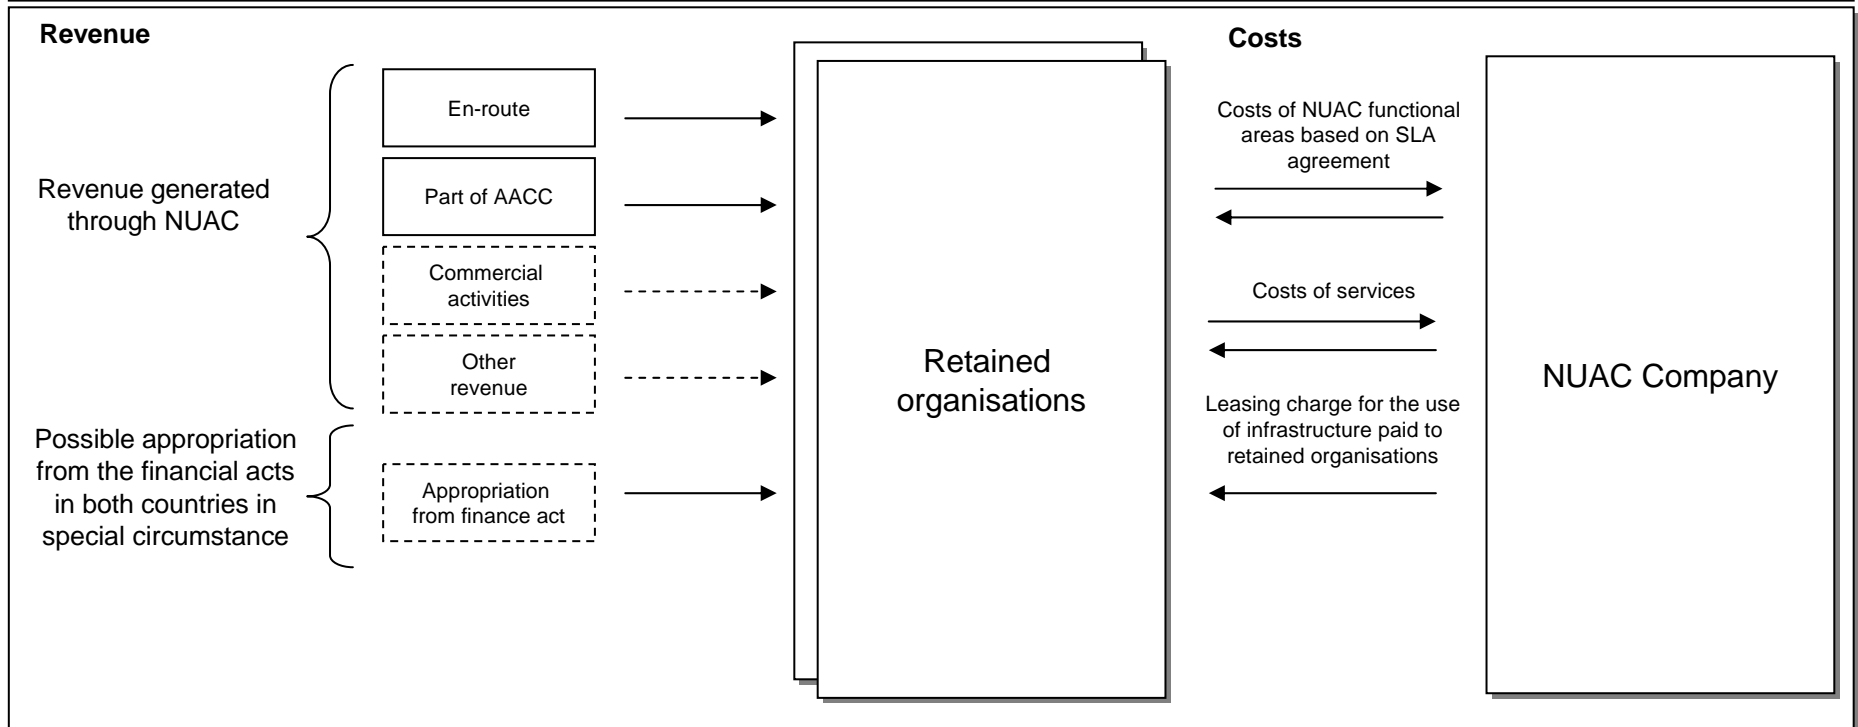 Revenue
Revenue generated
through NUAC
Possible appropriation
from the financial acts
in both countries in
special circumstance
En-route
Part of AACC
Commercial
activities
Other
revenue
Appropriation
from finance act
Retained
organisations
Costs
Costs of NUAC functional
areas based on SLA
agreement
Costs of services
Leasing charge for the use
of infrastructure paid to
retained organisations
NUAC Company